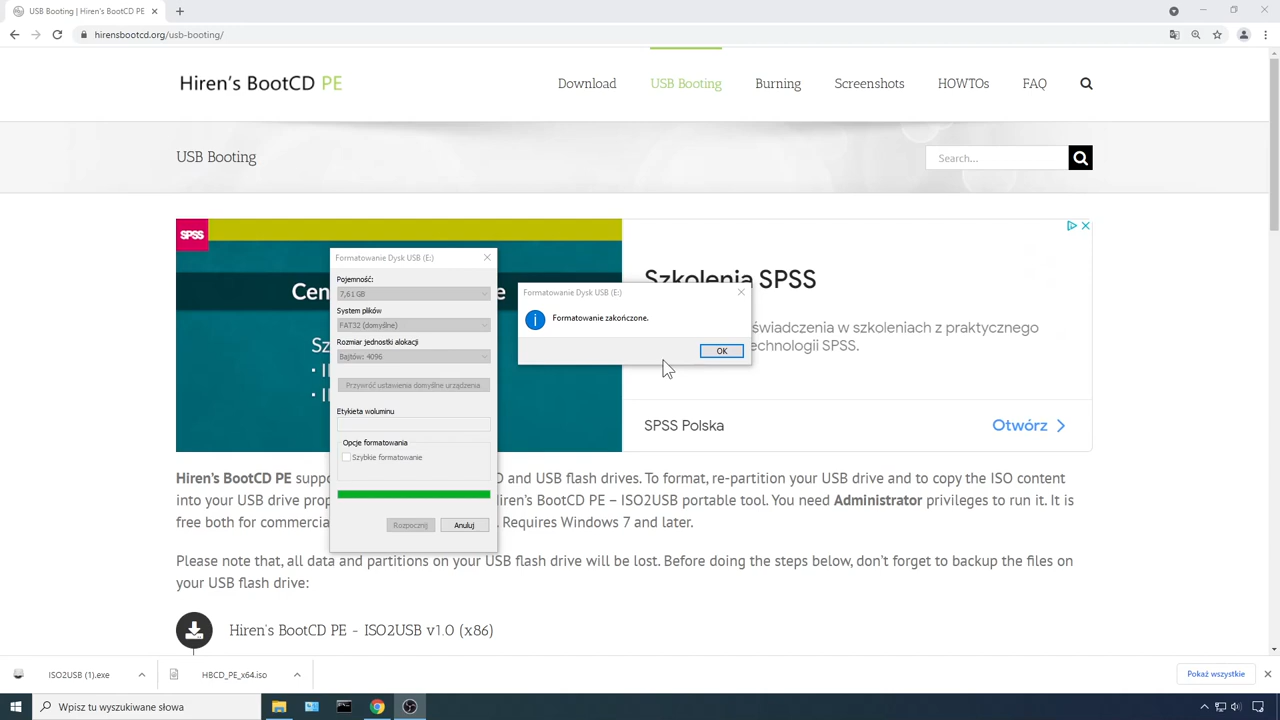 USB Booting | Hiren's BootCD PE
hirensbootcd.org/usb-booting/
Hiren's BootCD PE
Download
USB Booting
Burning
Screenshots
HOWTOs
FAQ
USB Booting
Search...
SPSS
Cen
e
Sz
Szkolenia SPSS
świadczenia w szkoleniach z praktycznego
echnologii SPSS.
SPSS Polska
Otwórz
Formatowanie Dysk USB (E:)
Pojemność:
7,61 GB
System plików
FAT32 (domyślne)
Rozmiar jednostki alokacji
Bajtów: 4096
Przywróć ustawienia domyślne urządzenia
Etykieta woluminu
Opcje formatowania
Szybkie formatowanie
Rozpocznij
Anuluj
Formatowanie Dysk USB (E:)
Formatowanie zakończone.
OK
Hiren's BootCD PE suppo D and USB flash drives. To format, re-partition your USB drive and to copy the ISO content
into your USB drive prop iren's BootCD PE – ISO2USB portable tool. You need Administrator privileges to run it. It is
free both for commercia . Requires Windows 7 and later.
Please note that, all data and partitions on your USB flash drive will be lost. Before doing the steps below, don't forget to backup the files on
your USB flash drive:
Hiren's BootCD PE - ISO2USB v1.0 (x86)
ISO2USB (1).exe
HBCD_PE_x64.iso
Pokaż wszystkie
Wpisz tu wyszukiwane słowa